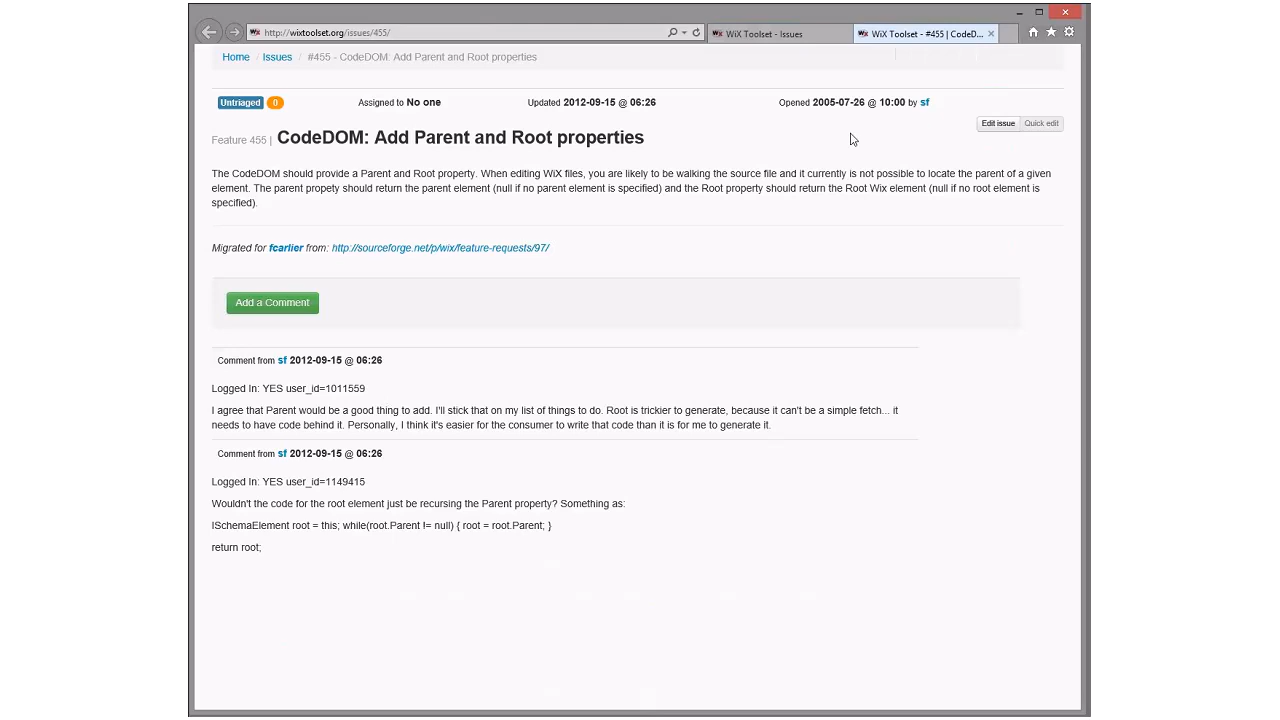 http://wixtoolset.org/issues/455/
WiX Toolset - Issues
WiX Toolset - #455 | CodeD...
Home / Issues / #455 - CodeDOM: Add Parent and Root properties
Untriaged 0 Assigned to No one Updated 2012-09-15 @ 06:26 Opened 2005-07-26 @ 10:00 by sf
Edit issue Quick edit
Feature 455 | CodeDOM: Add Parent and Root properties
The CodeDOM should provide a Parent and Root property. When editing WiX files, you are likely to be walking the source file and it currently is not possible to locate the parent of a given
element. The parent propety should return the parent element (null if no parent element is specified) and the Root property should return the Root Wix element (null if no root element is
specified).
Migrated for fcarlier from: http://sourceforge.net/p/wix/feature-requests/97/
Add a Comment
Comment from sf 2012-09-15 @ 06:26
Logged In: YES user_id=1011559
I agree that Parent would be a good thing to add. I'll stick that on my list of things to do. Root is trickier to generate, because it can't be a simple fetch... it
needs to have code behind it. Personally, I think it's easier for the consumer to write that code than it is for me to generate it.
Comment from sf 2012-09-15 @ 06:26
Logged In: YES user_id=1149415
Wouldn't the code for the root element just be recursing the Parent property? Something as:
ISchemaElement root = this; while(root.Parent != null) { root = root.Parent; }
return root;